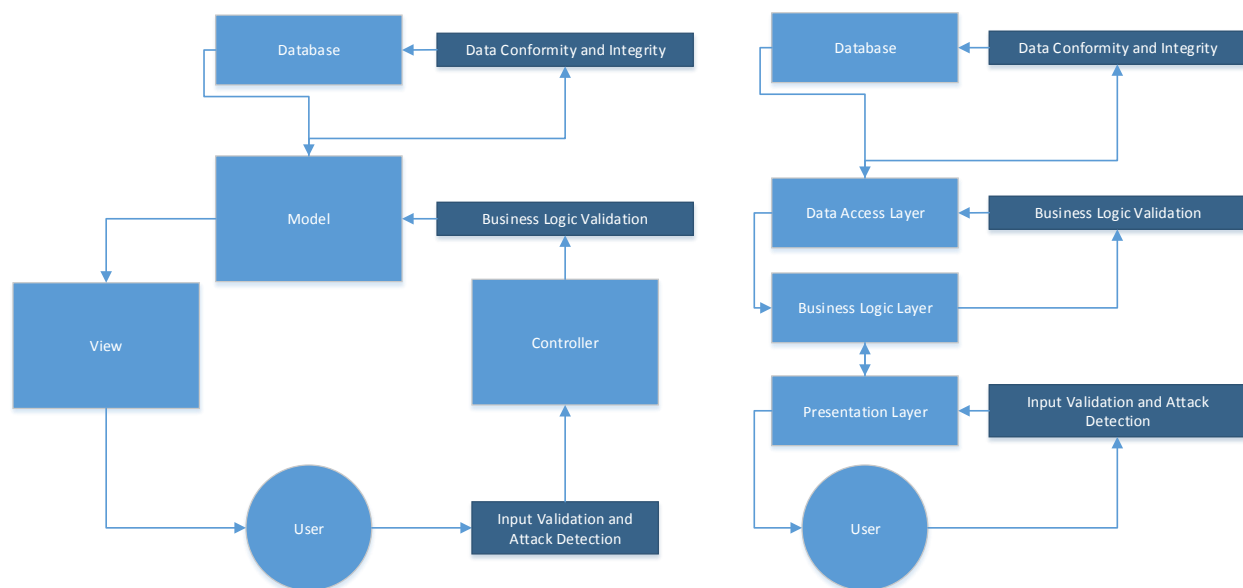 Database
Data Conformity and Integrity
Model
Business Logic Validation
View
Controller
User
Input Validation and
Attack Detection
Database
Data Conformity and Integrity
Data Access Layer
Business Logic Validation
Business Logic Layer
Presentation Layer
Input Validation and Attack
Detection
User